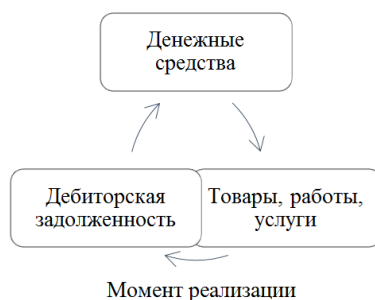 Денежные
средства
Дебиторская
задолженность
Товары, работы,
услуги
Момент реализации